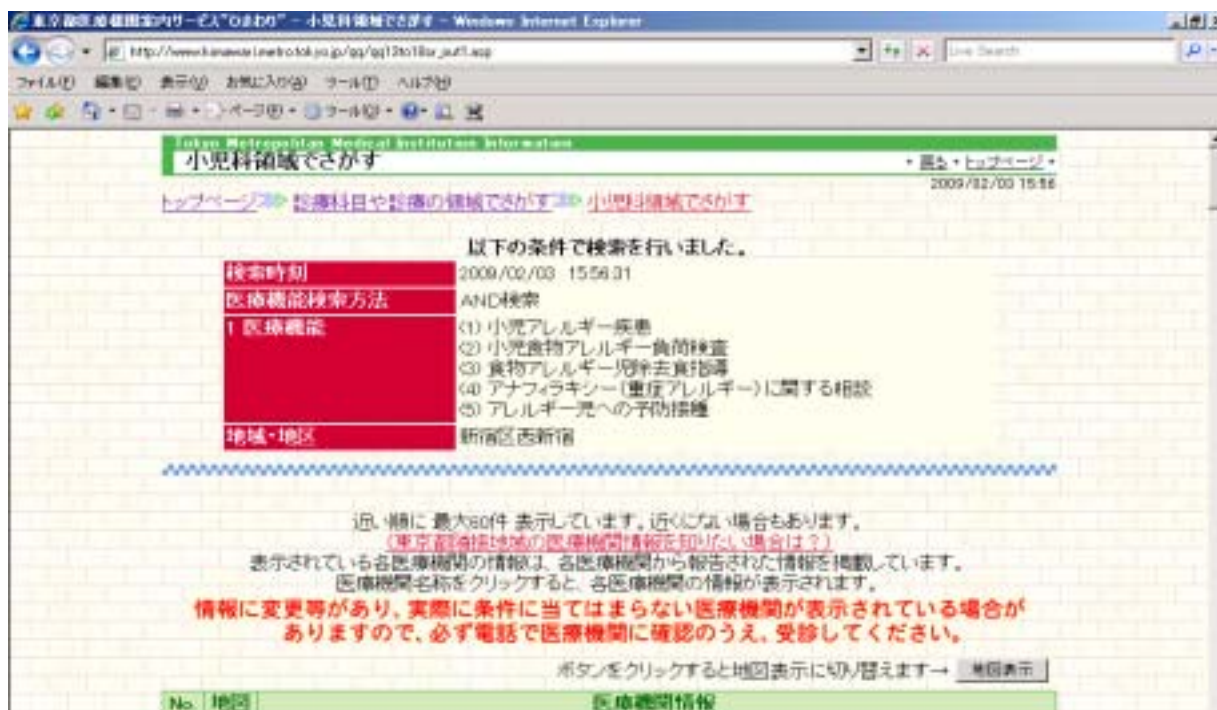 東京都医療機関案内サービス"ひまわり" - 小児科領域でさがす - Windows Internet Explorer
Live Search
ファイル(F) 編集(E) 表示(V) お気に入り(A) ツール(T) ヘルプ(H)
ページ(P) ツール(O)
Tokyo Metropolitan Medical Institution Information
小児科領域でさがす
・戻る・トップページ・
2009/02/03 15:56
トップページ 診療科目や診療の領域でさがす 小児科領域でさがす
以下の条件で検索を行いました。
検索時刻 2009/02/03 15:56:31
医療機能検索方法 AND検索
1 医療機能 (1) 小児アレルギー疾患
(2) 小児食物アレルギー負荷検査
(3) 食物アレルギー児除去食指導
(4) アナフィラキシー(重症アレルギー)に関する相談
(5) アレルギー児への予防接種
地域・地区 新宿区西新宿
近い順に 最大60件 表示しています。近くにない場合もあります。
(東京都隣接地域の医療機関情報を知りたい場合は?)
表示されている各医療機関の情報は、各医療機関から報告された情報を掲載しています。
医療機関名称をクリックすると、各医療機関の情報が表示されます。
情報に変更等があり、実際に条件に当てはまらない医療機関が表示されている場合が
ありますので、必ず電話で医療機関に確認のうえ、受診してください。
ボタンをクリックすると地図表示に切り替えます→ 地図表示
No. 地図 医療機関情報